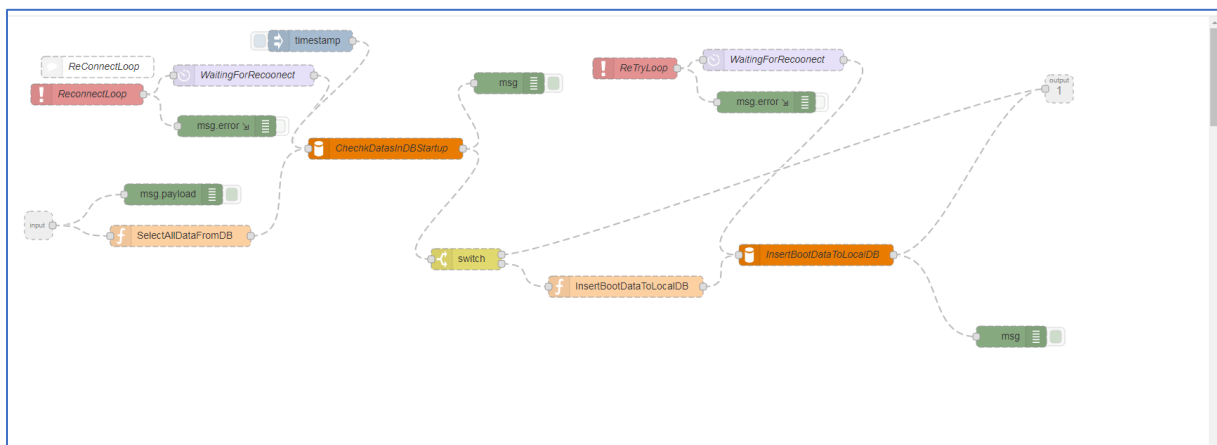 timestamp
ReConnectLoop
WaitingForRecoonect
ReconnectLoop
msg.error
ChechkDatasInDBStartup
msg
ReTryLoop
WaitingForRecoonect
msg.error
output
1
msg.payload
input
SelectAllDataFromDB
switch
InsertBootDataToLocalDB
InsertBootDataToLocalDB
msg